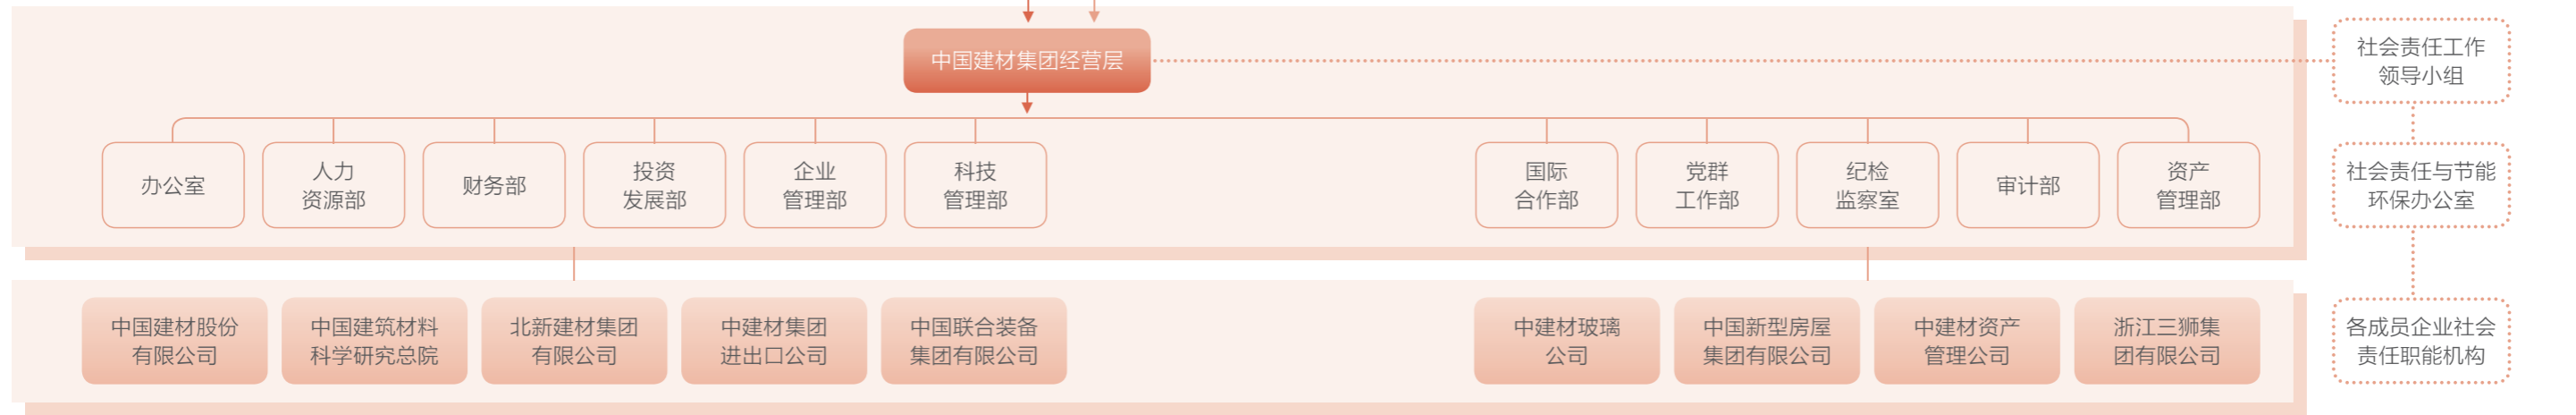 中国建材集团经营层
社会责任工作
领导小组
办公室
人力
资源部
财务部
投资
发展部
企业
管理部
科技
管理部
国际
合作部
党群
工作部
纪检
监察室
审计部
资产
管理部
社会责任与节能
环保办公室
中国建材股份
有限公司
中国建筑材料
科学研究总院
北新建材集团
有限公司
中建材集团
进出口公司
中国联合装备
集团有限公司
中建材玻璃
公司
中国新型房屋
集团有限公司
中建材资产
管理公司
浙江三狮集
团有限公司
各成员企业社会
责任职能机构